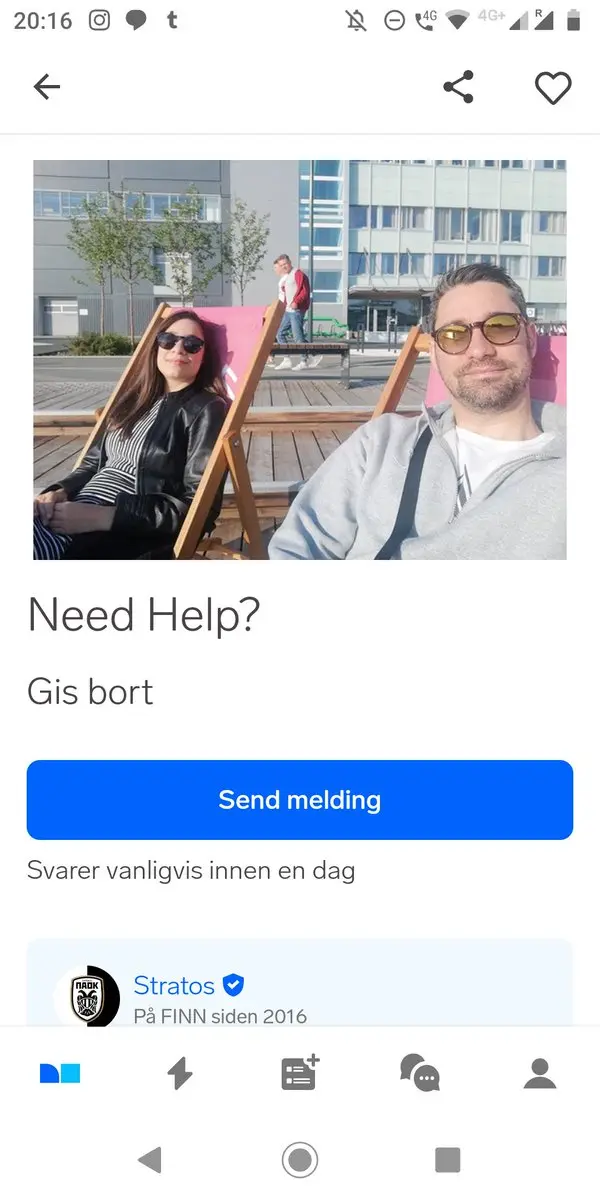 20:16
4G
4G+
R
Need Help?
Gis bort
Send melding
Svarer vanligvis innen en dag
Stratos
ΠΑΟΚ
På FINN siden 2016